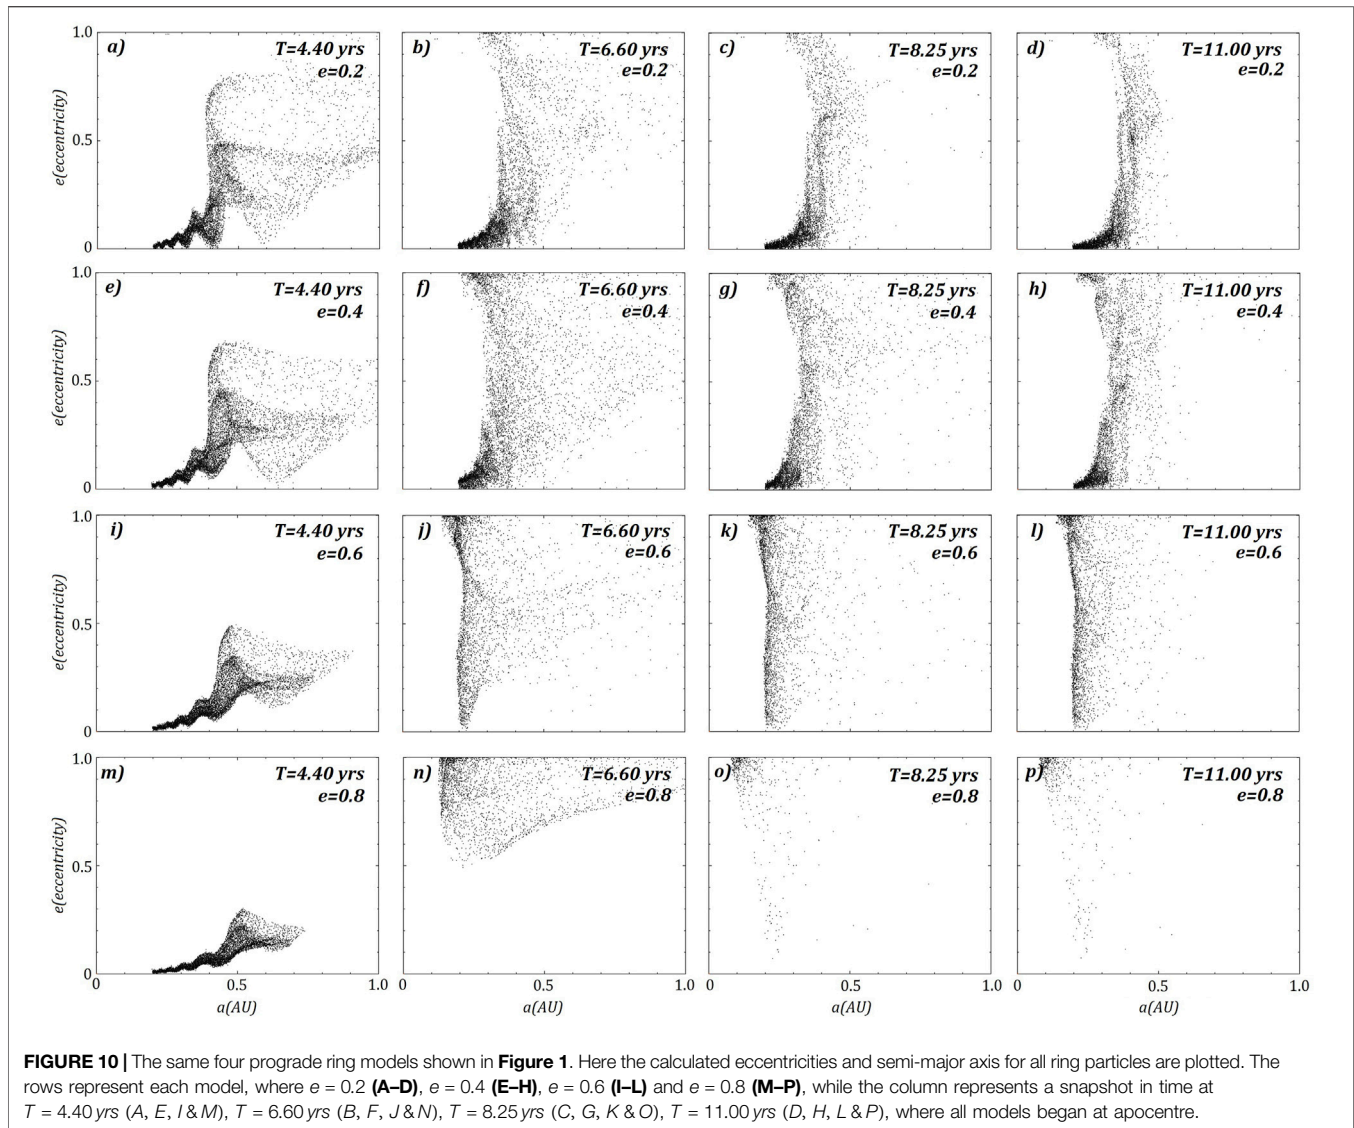 1.0
a)
T=4.40 yrs
e=0.2
b)
T=6.60 yrs
e=0.2
c)
T=8.25 yrs
e=0.2
d)
T=11.00 yrs
e=0.2
e(eccentricity)
0.5
0
1.0
e)
T=4.40 yrs
e=0.4
f)
T=6.60 yrs
e=0.4
g)
T=8.25 yrs
e=0.4
h)
T=11.00 yrs
e=0.4
e(eccentricity)
0.5
0
1.0
i)
T=4.40 yrs
e=0.6
j)
T=6.60 yrs
e=0.6
k)
T=8.25 yrs
e=0.6
l)
T=11.00 yrs
e=0.6
e(eccentricity)
0.5
0
1.0
m)
T=4.40 yrs
e=0.8
n)
T=6.60 yrs
e=0.8
o)
T=8.25 yrs
e=0.8
p)
T=11.00 yrs
e=0.8
e(eccentricity)
0.5
0
0 0.5 1.0
0 0.5 1.0
0 0.5 1.0
0 0.5 1.0
a(AU)
a(AU)
a(AU)
a(AU)
FIGURE 10 | The same four prograde ring models shown in Figure 1. Here the calculated eccentricities and semi-major axis for all ring particles are plotted. The
rows represent each model, where e = 0.2 (A–D), e = 0.4 (E–H), e = 0.6 (I–L) and e = 0.8 (M–P), while the column represents a snapshot in time at
T = 4.40 yrs (A, E, I & M), T = 6.60 yrs (B, F, J & N), T = 8.25 yrs (C, G, K & O), T = 11.00 yrs (D, H, L & P), where all models began at apocentre.